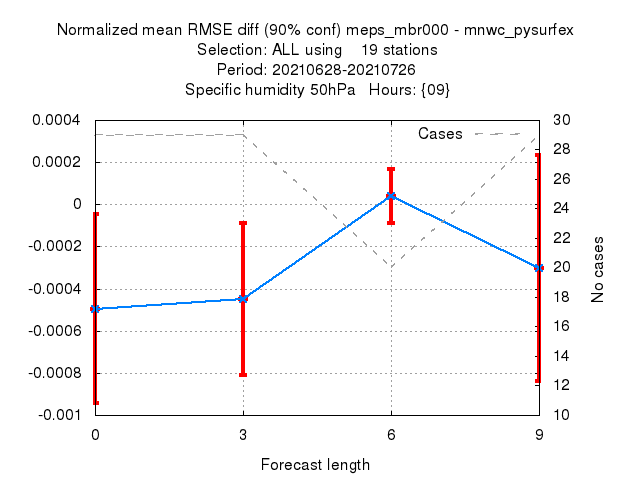 Normalized mean RMSE diff (90% conf) meps_mbr000 - mnwc_pysurfex
Selection: ALL using    19 stations
Period: 20210628-20210726
Specific humidity 50hPa   Hours: {09}
Cases
0.0004
0.0002
0
-0.0002
-0.0004
-0.0006
-0.0008
-0.001
30
28
26
24
22
20
18
16
14
12
10
No cases
0 3 6 9
Forecast length